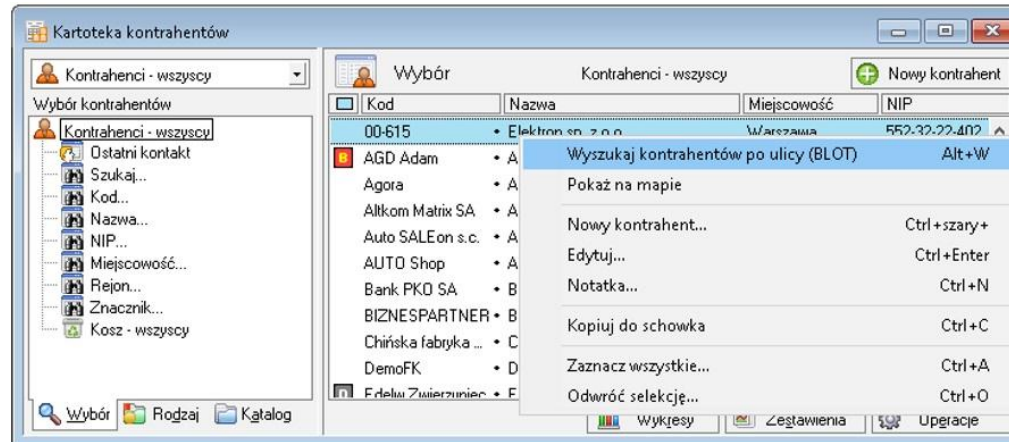 Kartoteka kontrahentów
Kontrahenci - wszyscy
Wybór kontrahentów
Kontrahenci - wszyscy
Ostatni kontakt
Szukaj...
Kod...
Nazwa...
NIP...
Miejscowość...
Rejon...
Znacznik...
Kosz - wszyscy
Wybór Rodzaj Katalog
Wybór Kontrahenci - wszyscy Nowy kontrahent
Kod Nazwa Miejscowość NIP
00-615 • Elektron sp. z o.o. Warszawa 552-32-22-402
B AGD Adam • A
Agora • A
Altkom Matrix SA • A
Auto SALEon s.c. • A
AUTO Shop • A
Bank PKO SA • B
BIZNESPARTNER • B
Chińska fabryka ... • C
DemoFK • D
Edelw Zwierzyniec • E
Wyszukaj kontrahentów po ulicy (BLOT) Alt+W
Pokaż na mapie
Nowy kontrahent... Ctrl+szary+
Edytuj... Ctrl+Enter
Notatka... Ctrl+N
Kopiuj do schowka Ctrl+C
Zaznacz wszystkie... Ctrl+A
Odwróć selekcję... Ctrl+O
Wykresy Zestawienia Operacje